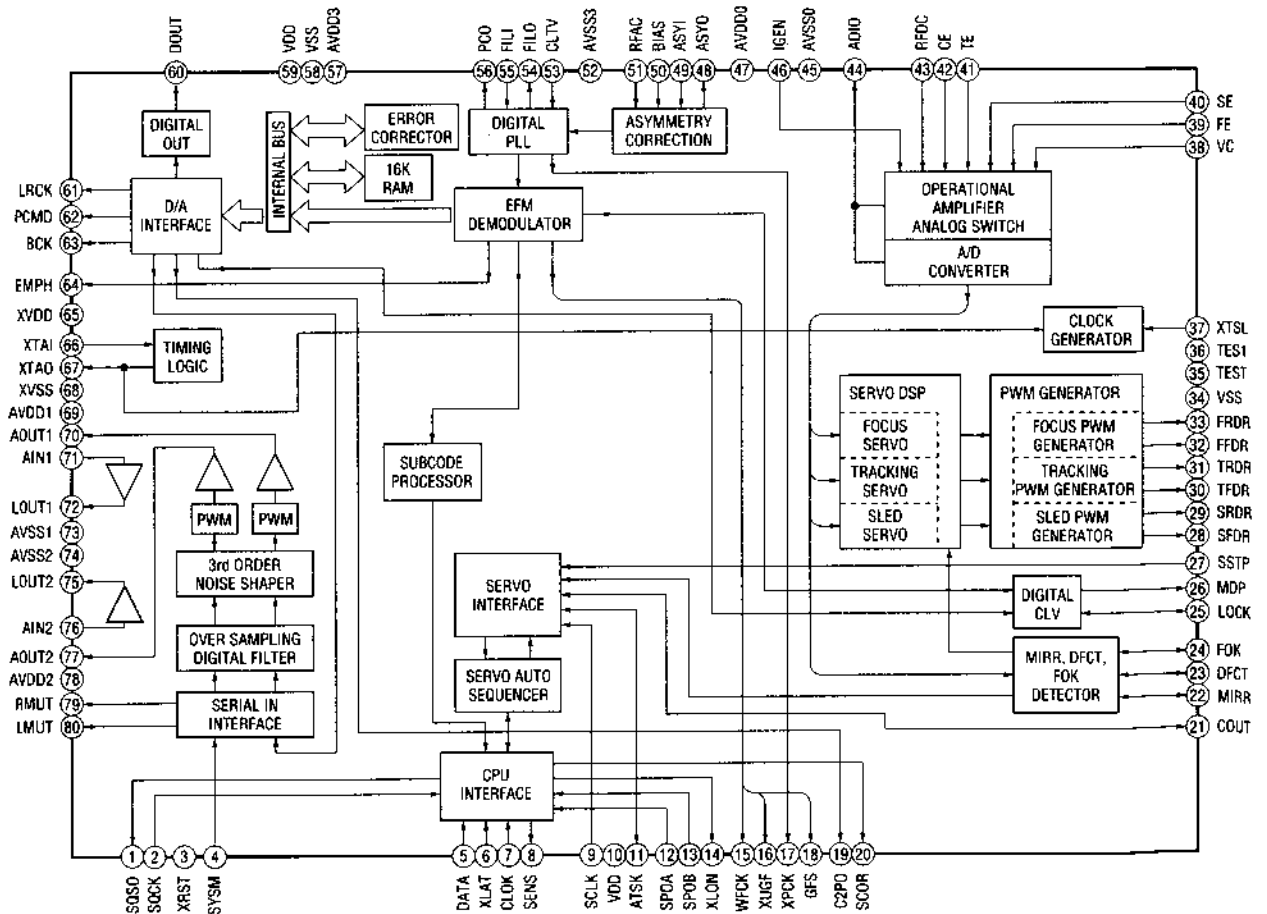 DOUT
VDD
VSS
AVDD3
PCO
FILI
FILO
CLTV
AVSS3
RFAC
BIAS
ASYI
ASYO
AVDD0
IGEN
AVSS0
ADIO
RFDC
CE
TE
60
59
58
57
56
55
54
53
52
51
50
49
48
47
46
45
44
43
42
41
40 SE
39 FE
38 VC
DIGITAL
OUT
INTERNAL BUS
ERROR
CORRECTOR
16K
RAM
DIGITAL
PLL
ASYMMETRY
CORRECTION
OPERATIONAL
AMPLIFIER
ANALOG SWITCH
A/D
CONVERTER
LRCK 61
PCMD 62
BCK 63
D/A
INTERFACE
EFM
DEMODULATOR
EMPH 64
XVDD 65
XTAI 66
XTAO 67
XVSS 68
AVDD1 69
AOUT1 70
AIN1 71
LOUT1 72
AVSS1 73
AVSS2 74
LOUT2 75
AIN2 76
AOUT2 77
AVDD2 78
RMUT 79
LMUT 80
TIMING
LOGIC
CLOCK
GENERATOR
37 XTSL
36 TES1
35 TEST
34 VSS
33 FRDR
32 FFDR
31 TRDR
30 TFDR
29 SRDR
28 SFDR
27 SSTP
26 MDP
25 LOCK
24 FOK
23 DFCT
22 MIRR
21 COUT
SERVO DSP
FOCUS
SERVO
TRACKING
SERVO
SLED
SERVO
PWM GENERATOR
FOCUS PWM
GENERATOR
TRACKING
PWM GENERATOR
SLED PWM
GENERATOR
SUBCODE
PROCESSOR
PWM
PWM
3rd ORDER
NOISE SHAPER
OVER SAMPLING
DIGITAL FILTER
SERIAL IN
INTERFACE
SERVO
INTERFACE
SERVO AUTO
SEQUENCER
DIGITAL
CLV
MIRR, DFCT,
FOK
DETECTOR
CPU
INTERFACE
1
2
3
4
5
6
7
8
9
10
11
12
13
14
15
16
17
18
19
20
SQSO
SQCK
XRST
SYSM
DATA
XLAT
CLOK
SENS
SCLK
VDD
ATSK
SPOA
SPOB
XLON
WFCK
XUGF
XPCK
GFS
C2PO
SCOR